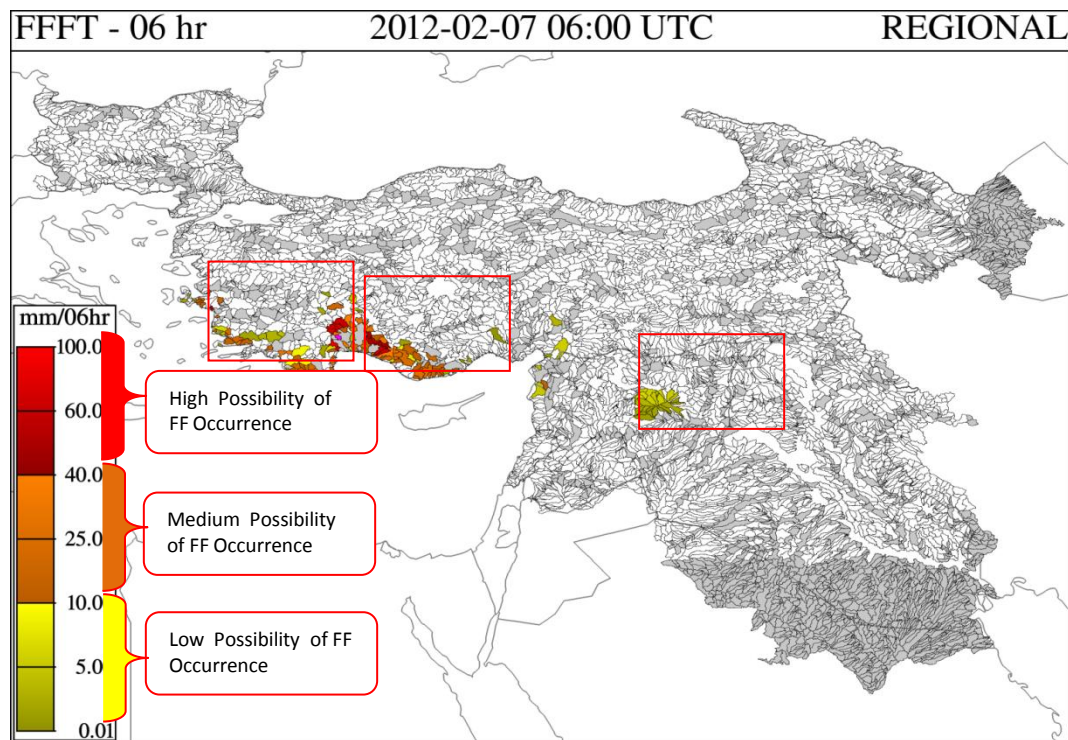 FFFT - 06 hr 2012-02-07 06:00 UTC REGIONAL
mm/06hr
100.0
60.0
40.0
25.0
10.0
5.0
0.01
High Possibility of
FF Occurrence
Medium Possibility
of FF Occurrence
Low Possibility of FF
Occurrence